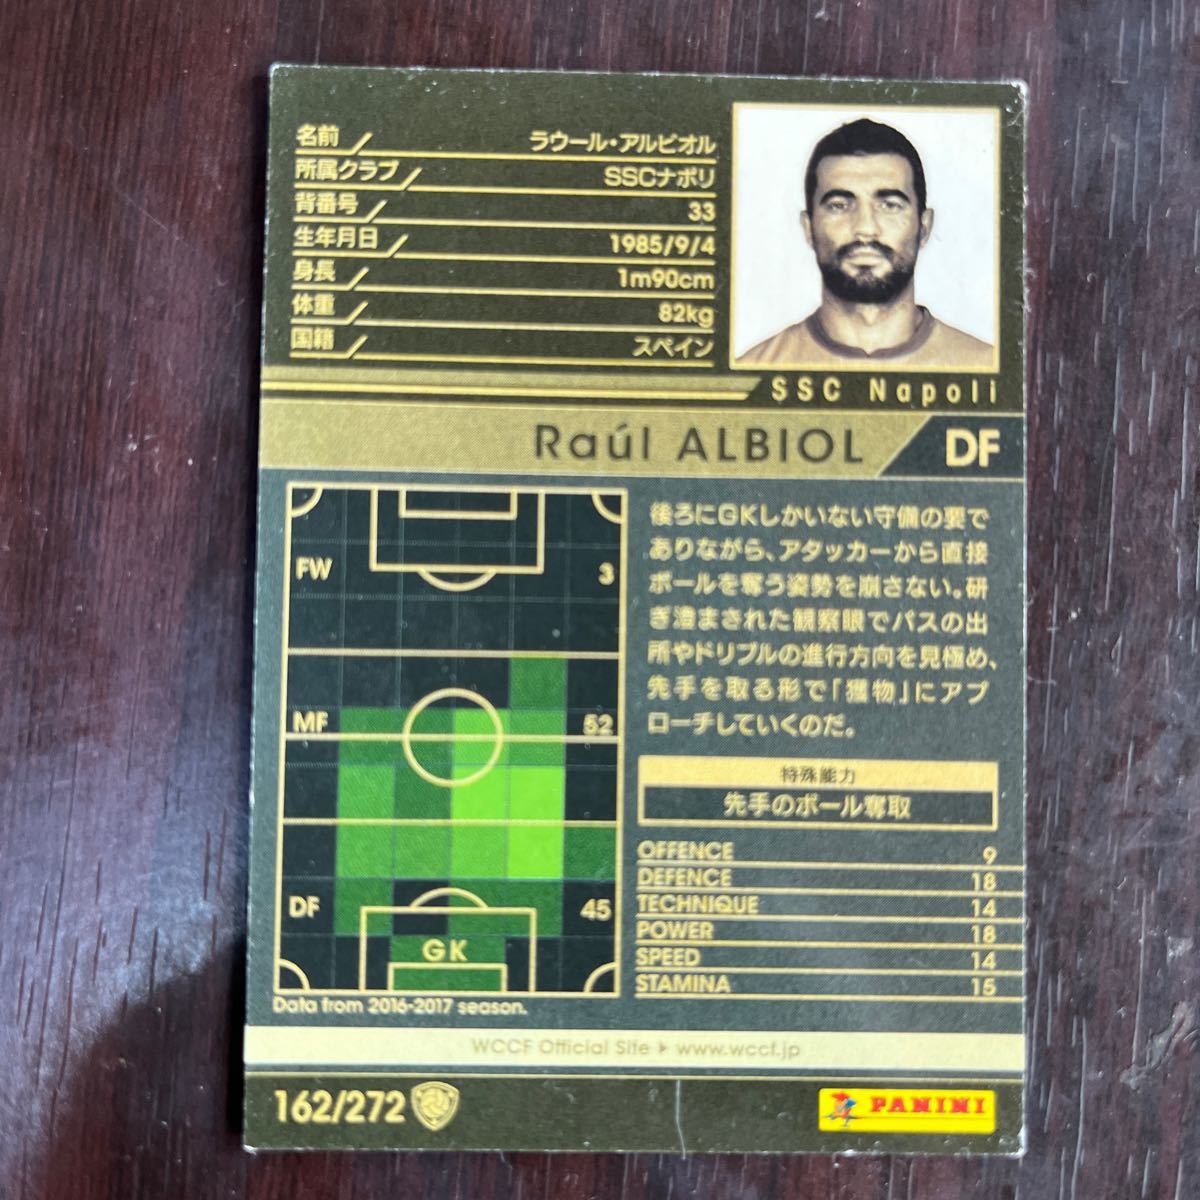 名前 ラウール・アルビオル
所属クラブ SSCナポリ
背番号 33
生年月日 1985/9/4
身長 1m90cm
体重 82kg
国籍 スペイン
SSC Napoli
Raúl ALBIOL DF
FW 3
MF 52
DF 45
GK
Data from 2016-2017 season.
後ろにGKしかいない守備の要で
ありながら、アタッカーから直接
ボールを奪う姿勢を崩さない。研
ぎ澄まされた観察眼でパスの出
所やドリブルの進行方向を見極め、
先手を取る形で「獲物」にアプ
ローチしていくのだ。
特殊能力
先手のボール奪取
OFFENCE 9
DEFENCE 18
TECHNIQUE 14
POWER 18
SPEED 14
STAMINA 15
WCCF Official Site ▶ www.wccf.jp
162/272
PANINI